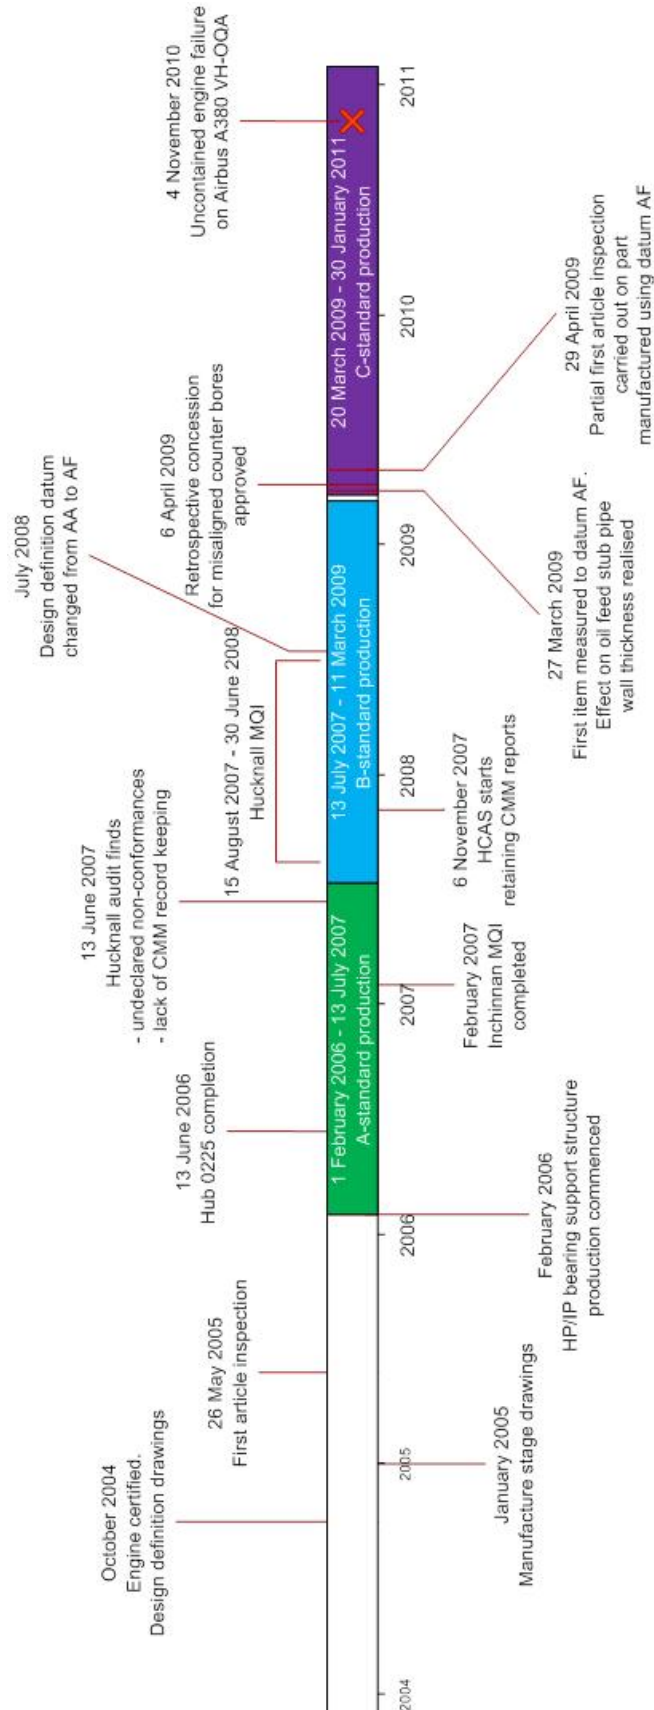 October 2004
Engine certified.
Design definition drawings
26 May 2005
First article inspection
13 June 2006
Hub 0225 completion
13 June 2007
Hucknall audit finds
- undeclared non-conformances
- lack of CMM record keeping
15 August 2007 - 30 June 2008
Hucknall MQI
July 2008
Design definition datum
changed from AA to AF
6 April 2009
Retrospective concession
for misaligned counter bores
approved
4 November 2010
Uncontained engine failure
on Airbus A380 VH-OQA
1 February 2006 - 13 July 2007
A-standard production
13 July 2007 - 11 March 2009
B-standard production
20 March 2009 - 30 January 2011
C-standard production
2004
2005
2006
2007
2008
2009
2010
2011
January 2005
Manufacture stage drawings
February 2006
HP/IP bearing support structure
production commenced
February 2007
Inchinnan MQI
completed
6 November 2007
HCAS starts
retaining CMM reports
27 March 2009
First item measured to datum AF.
Effect on oil feed stub pipe
wall thickness realised
29 April 2009
Partial first article inspection
carried out on part
manufactured using datum AF